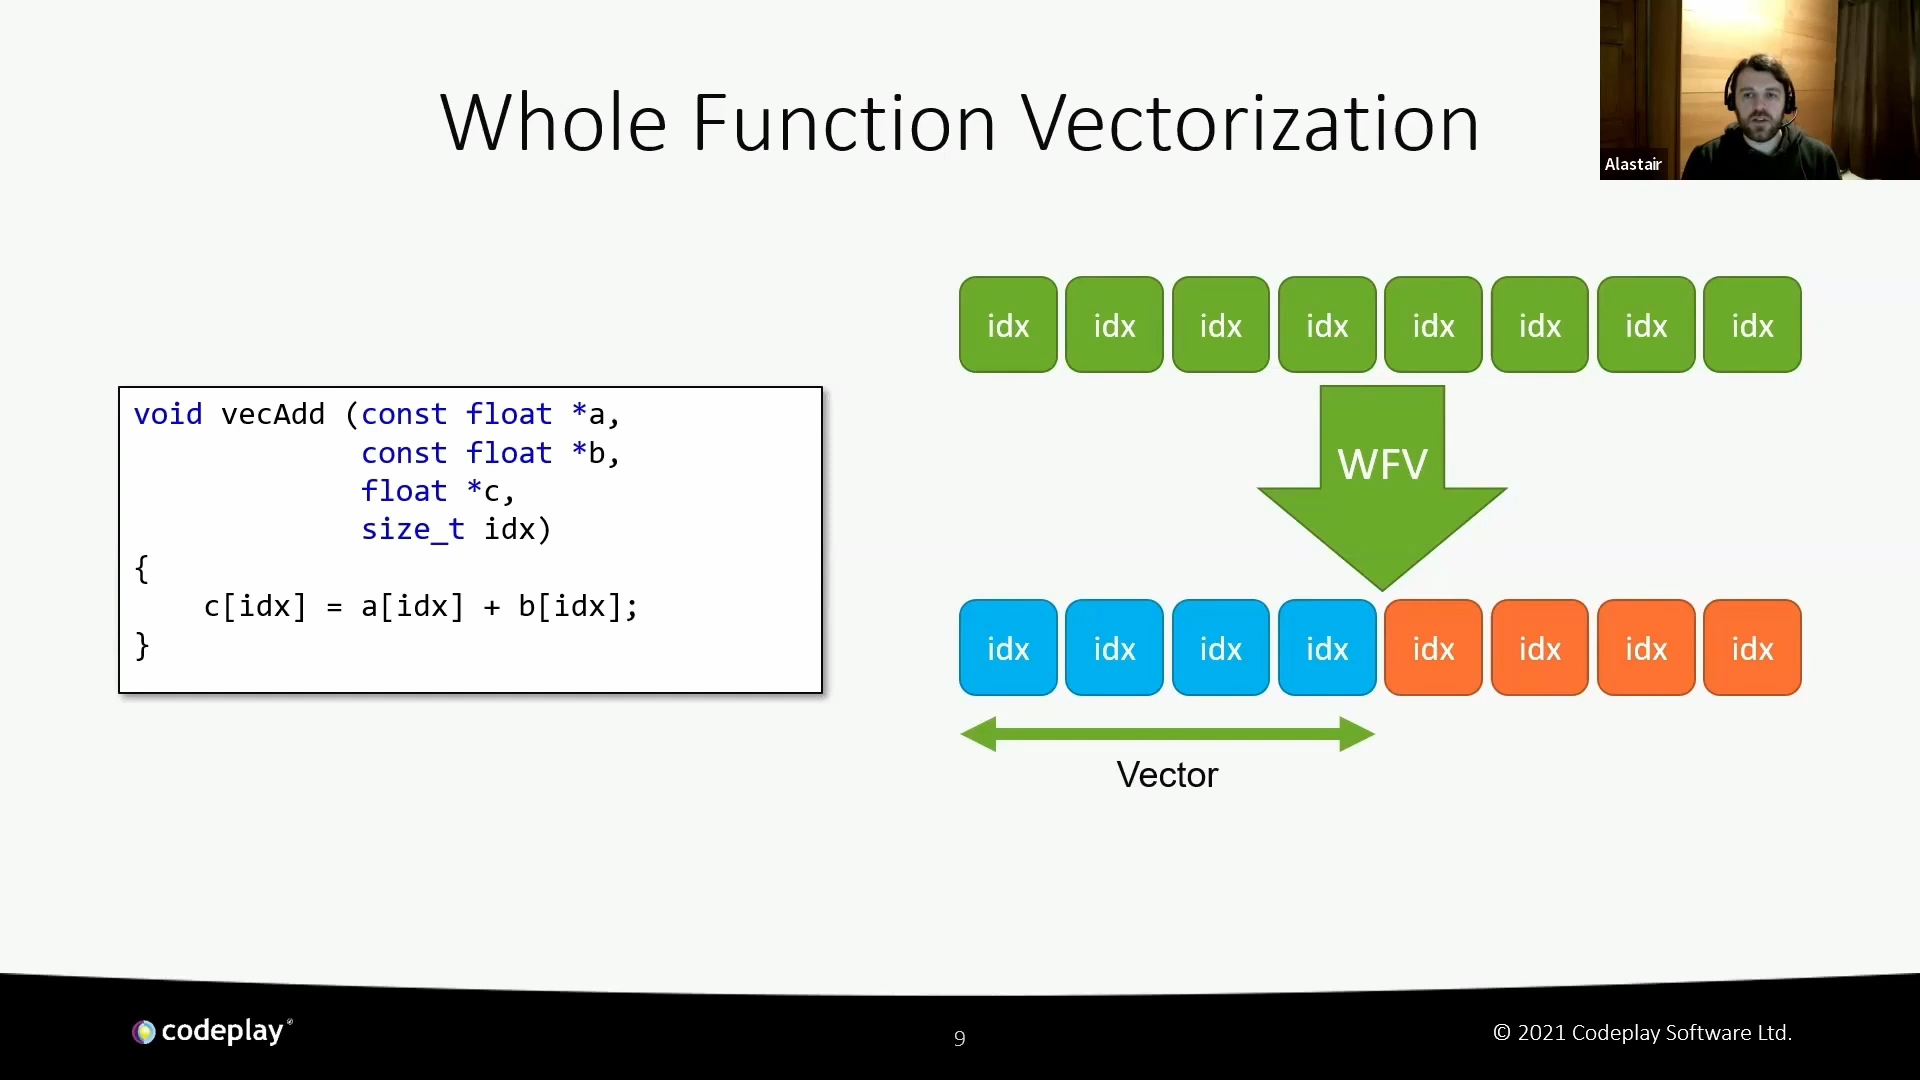 Whole Function Vectorization
Alastair
void vecAdd (const float *a,
const float *b,
float *c,
size_t idx)
{
c[idx] = a[idx] + b[idx];
}
idx idx idx idx idx idx idx idx
WFV
idx idx idx idx idx idx idx idx
Vector
codeplay
9
© 2021 Codeplay Software Ltd.